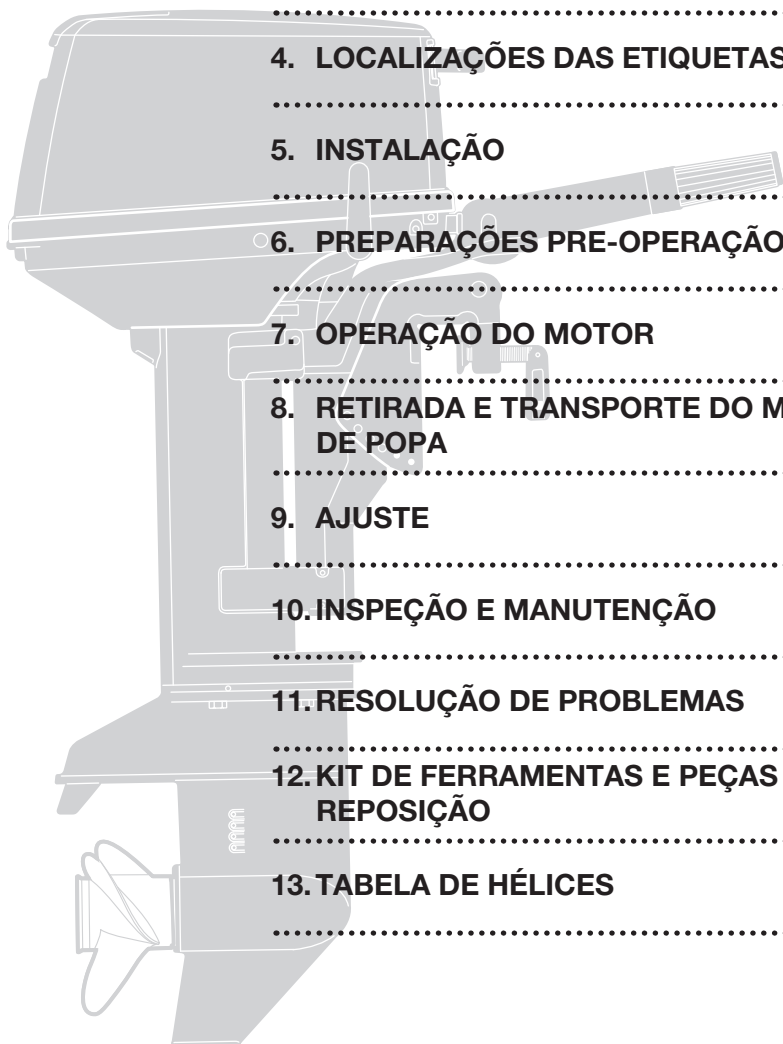 4. LOCALIZAÇÕES DAS ETIQUETAS
5. INSTALAÇÃO
6. PREPARAÇÕES PRE-OPERAÇÃO
7. OPERAÇÃO DO MOTOR
8. RETIRADA E TRANSPORTE DO
DE POPA
9. AJUSTE
10. INSPEÇÃO E MANUTENÇÃO
11. RESOLUÇÃO DE PROBLEMAS
12. KIT DE FERRAMENTAS E PEÇAS
REPOSIÇÃO
13. TABELA DE HÉLICES